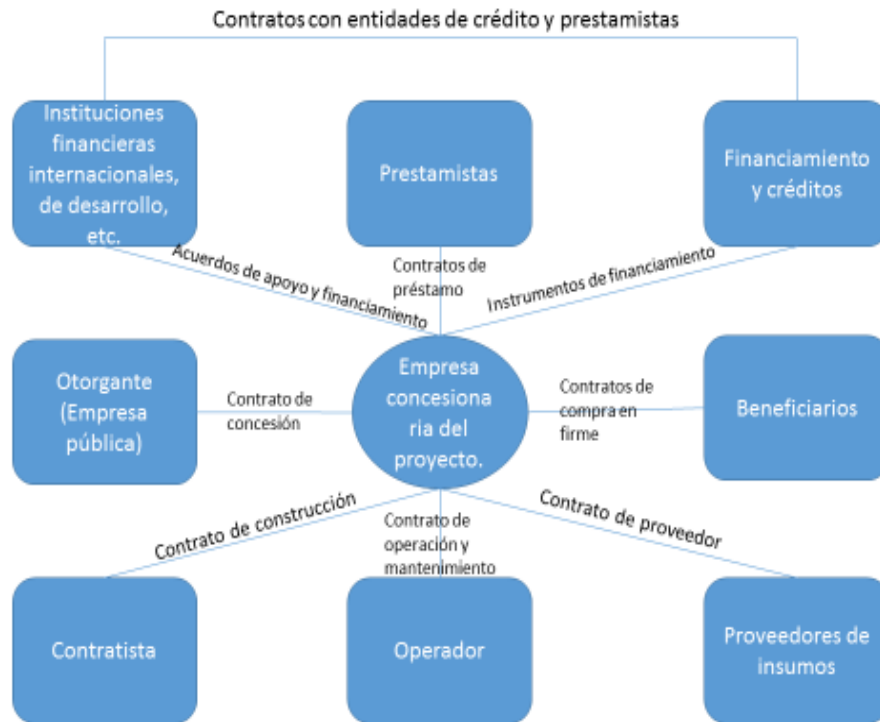 Contratos con entidades de crédito y prestamistas
Instituciones
financieras
internacionales,
de desarrollo,
etc.
Prestamistas
Financiamiento
y créditos
Acuerdos de apoyo y financiamiento
Contratos de
préstamo
Instrumentos de financiamiento
Otorgante
(Empresa
pública)
Contrato de
concesión
Empresa
concesiona
ria del
proyecto.
Contratos de
compra en
firme
Beneficiarios
Contrato de construcción
Contrato de
operación y
mantenimiento
Contrato de proveedor
Contratista
Operador
Proveedores de
insumos